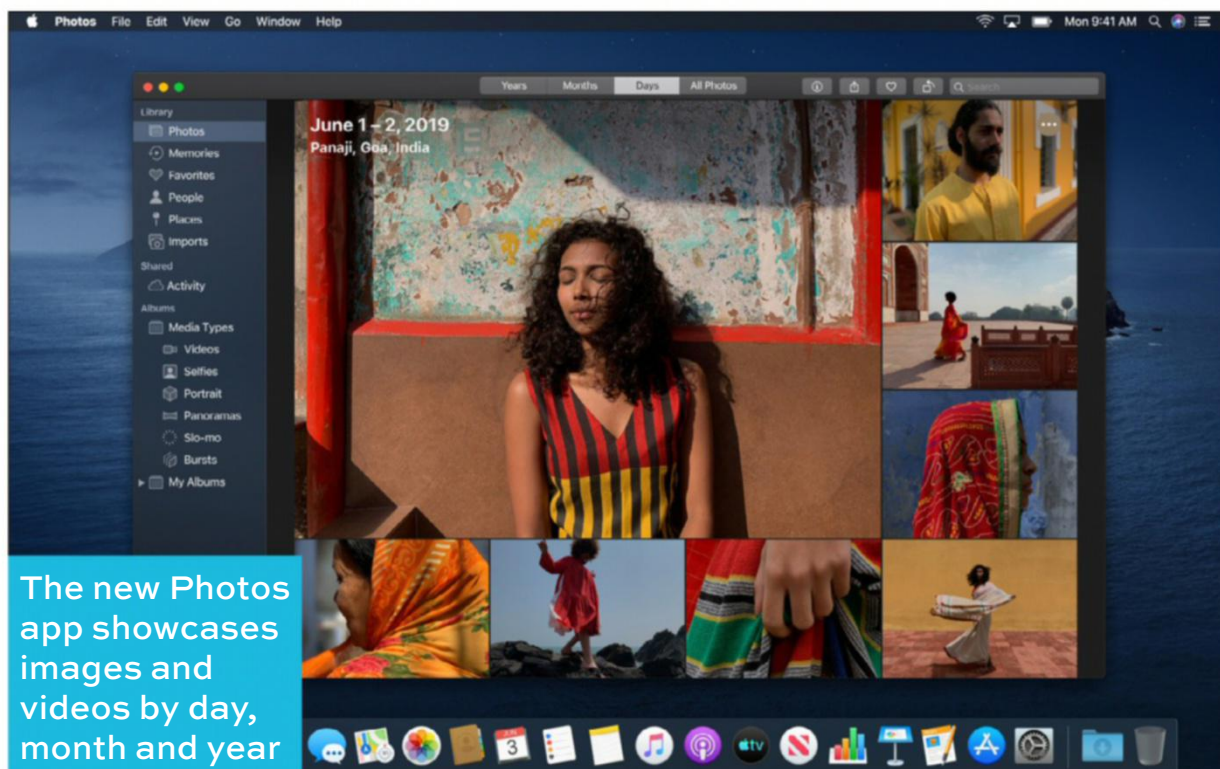 Photos File Edit View Go Window Help
Mon 9:41 AM
Years Months Days All Photos
Search
Library
Photos
Memories
Favorites
People
Places
Imports
Shared
Activity
Albums
Media Types
Videos
Selfies
Portrait
Panoramas
Slo-mo
Bursts
My Albums
June 1 – 2, 2019
Panaji, Goa, India
The new Photos
app showcases
images and
videos by day,
month and year
JUN
3
tv